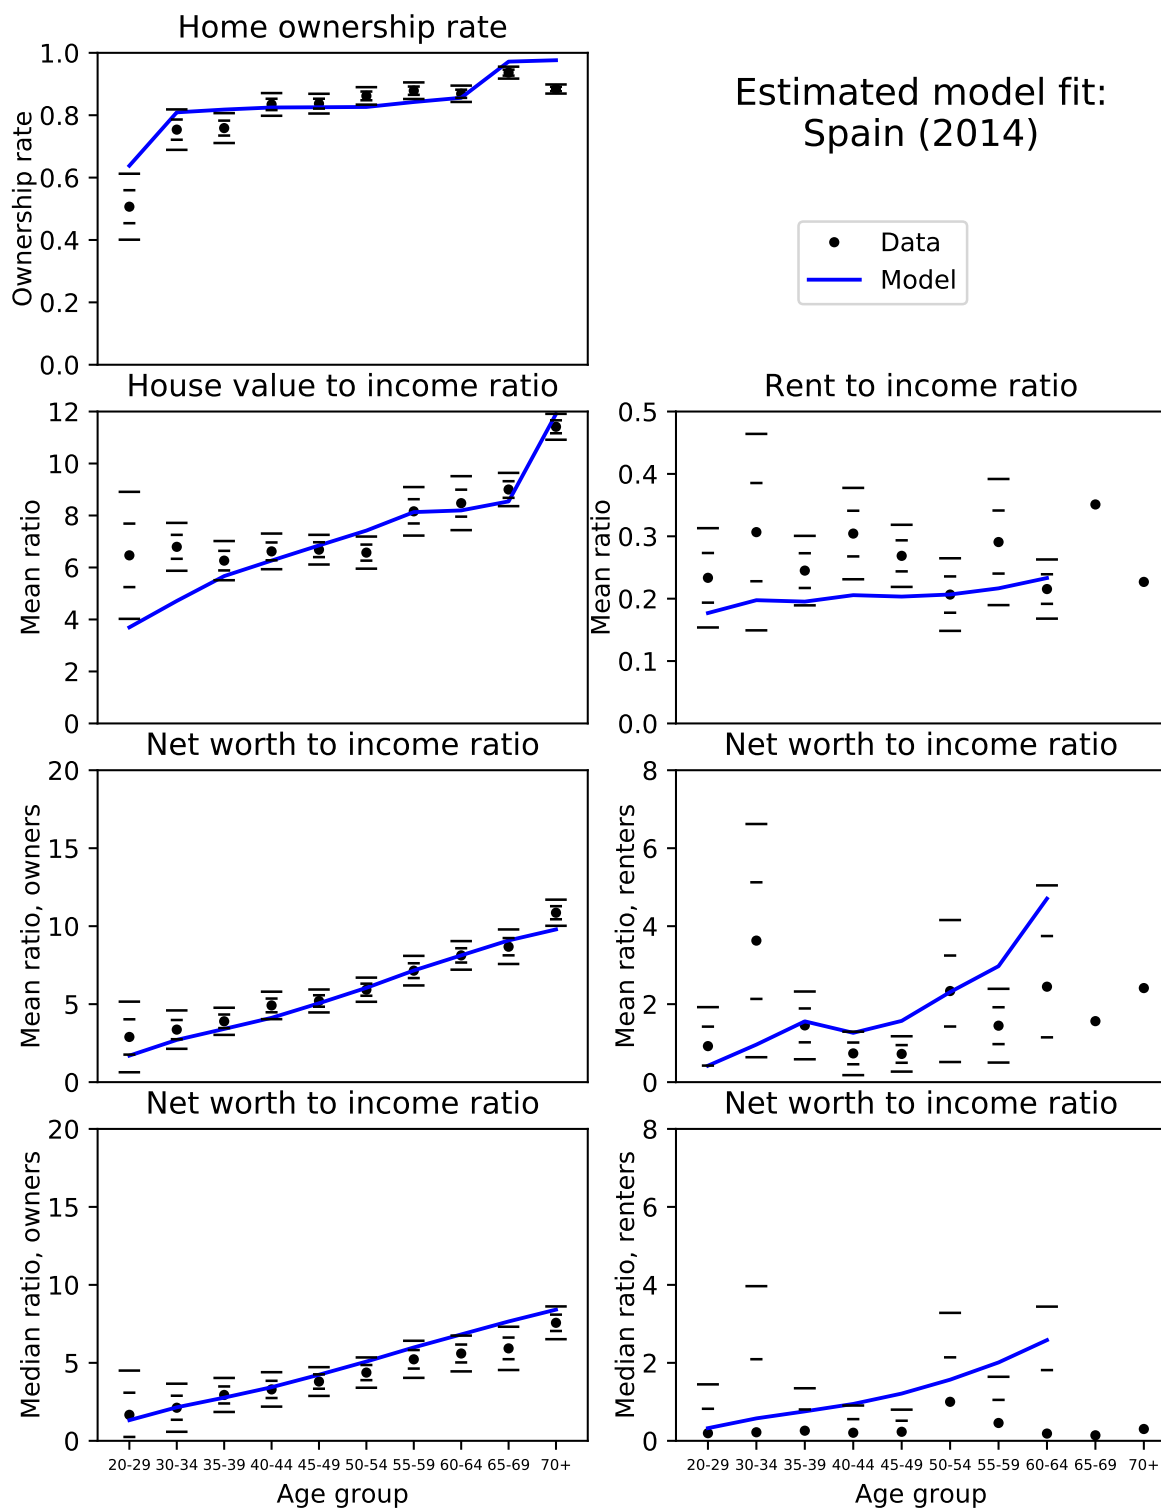 Home ownership rate
1.0
0.8
0.6
0.4
0.2
0.0
Ownership rate
Estimated model fit:
Spain (2014)
Data
Model
House value to income ratio
12
10
8
6
4
2
0
Mean ratio
Rent to income ratio
0.5
0.4
0.3
0.2
0.1
0.0
Mean ratio
Net worth to income ratio
20
15
10
5
0
Mean ratio, owners
Net worth to income ratio
8
6
4
2
0
Mean ratio, renters
Net worth to income ratio
20
15
10
5
0
Median ratio, owners
20-29 30-34 35-39 40-44 45-49 50-54 55-59 60-64 65-69 70+
Age group
Net worth to income ratio
8
6
4
2
0
Median ratio, renters
20-29 30-34 35-39 40-44 45-49 50-54 55-59 60-64 65-69 70+
Age group